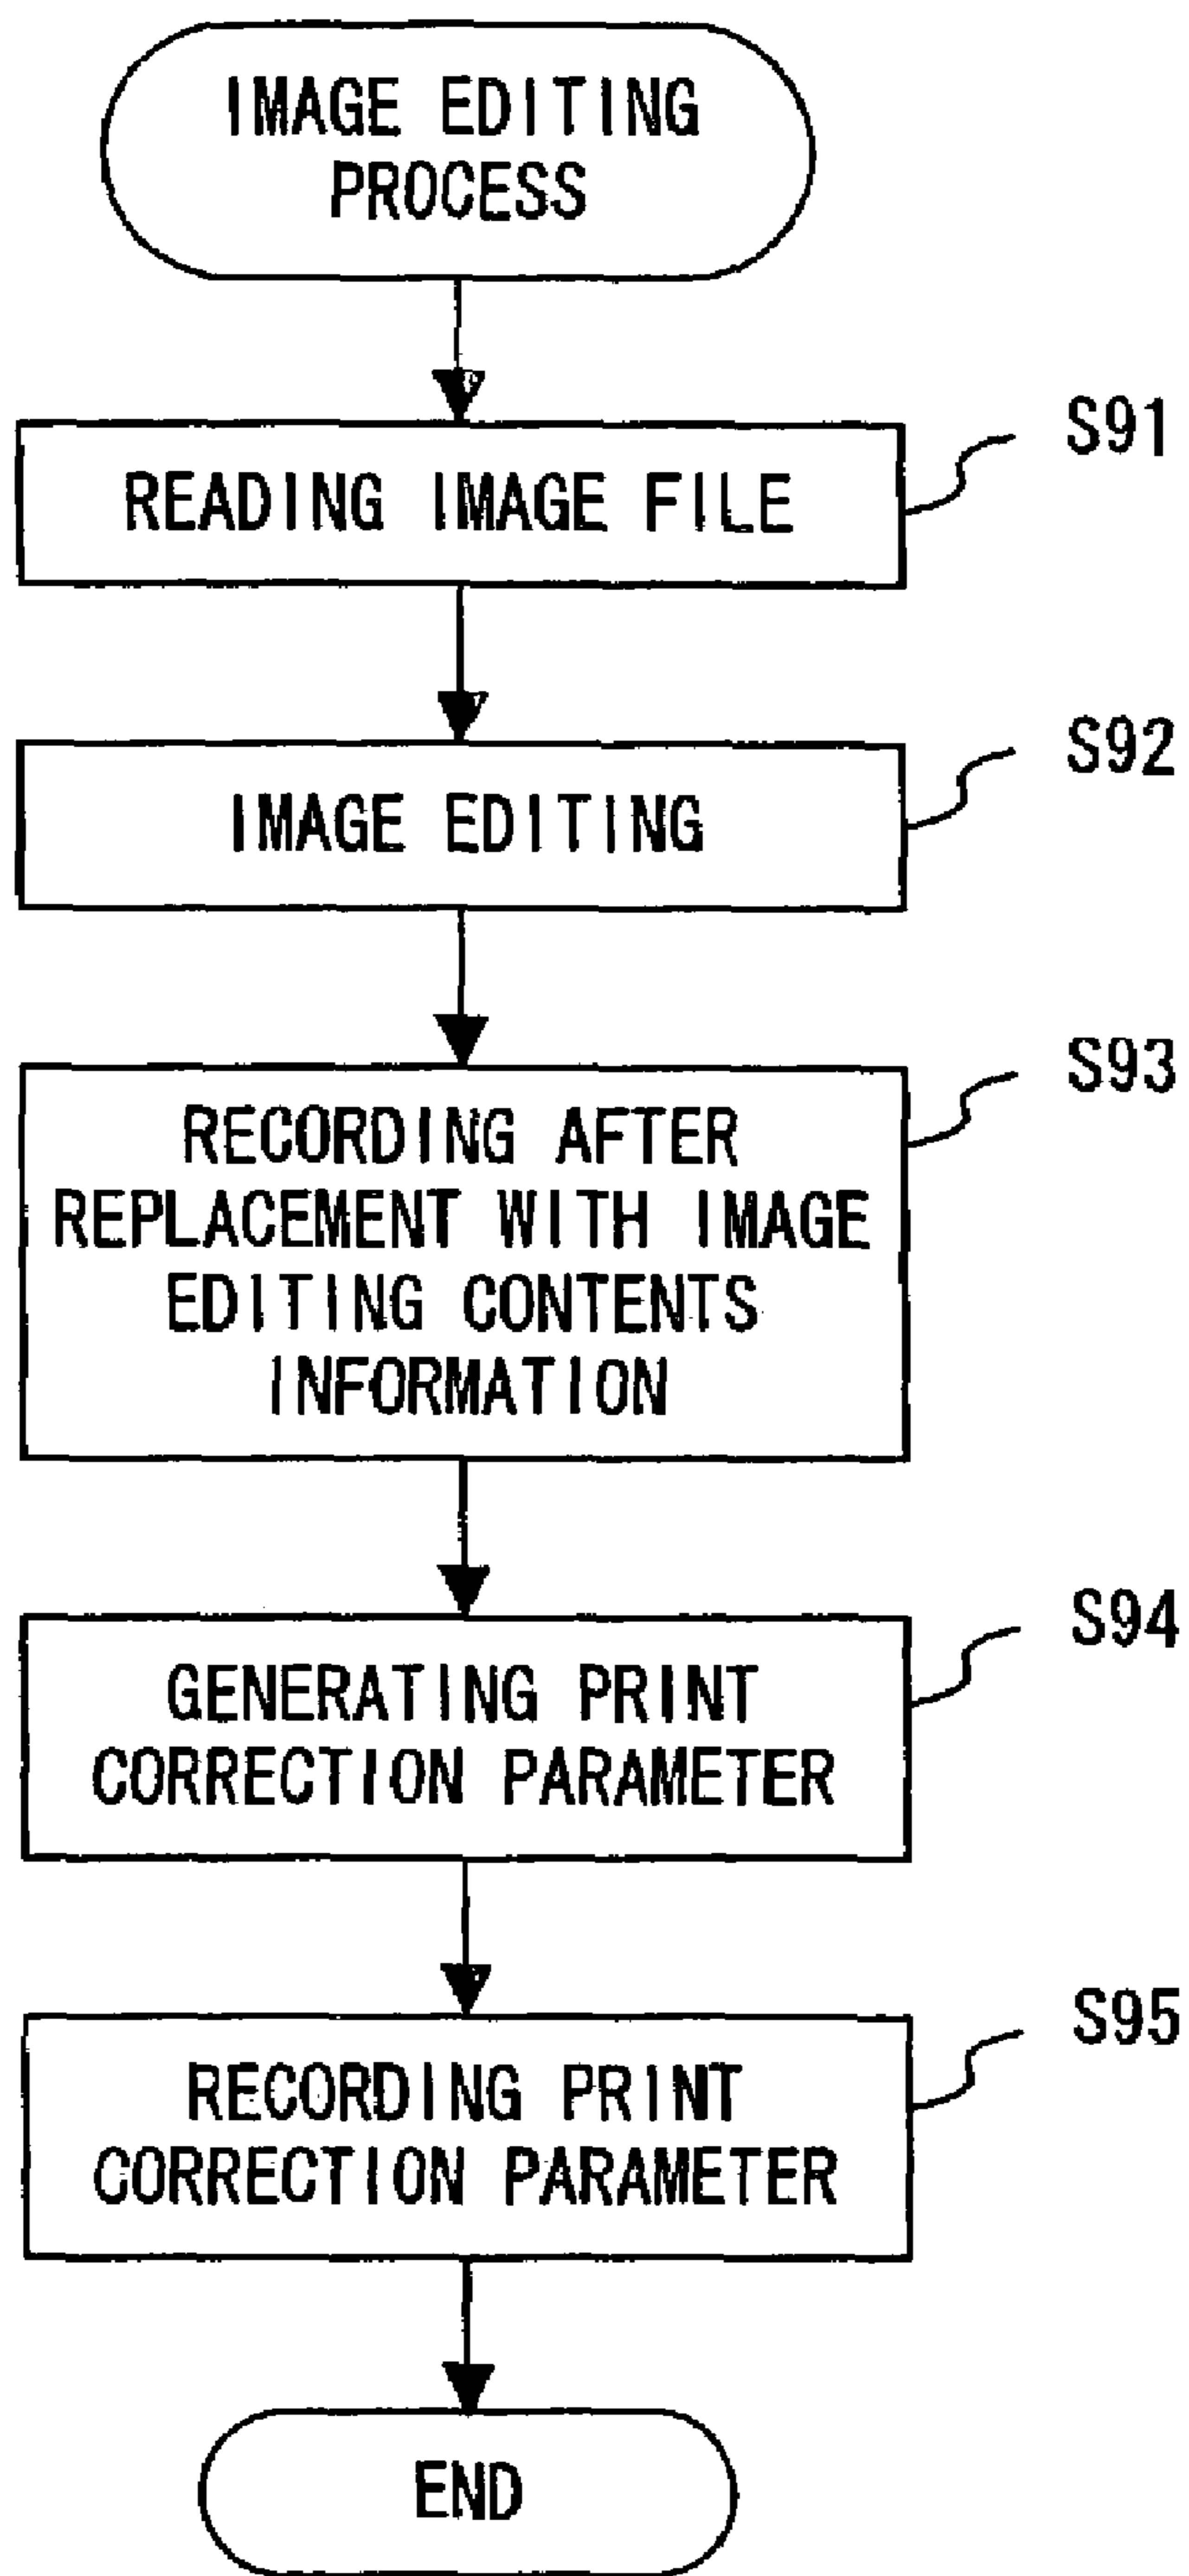 IMAGE EDITING
PROCESS
S91
READING IMAGE FILE
S92
IMAGE EDITING
S93
RECORDING AFTER
REPLACEMENT WITH IMAGE
EDITING CONTENTS
INFORMATION
S94
GENERATING PRINT
CORRECTION PARAMETER
S95
RECORDING PRINT
CORRECTION PARAMETER
END